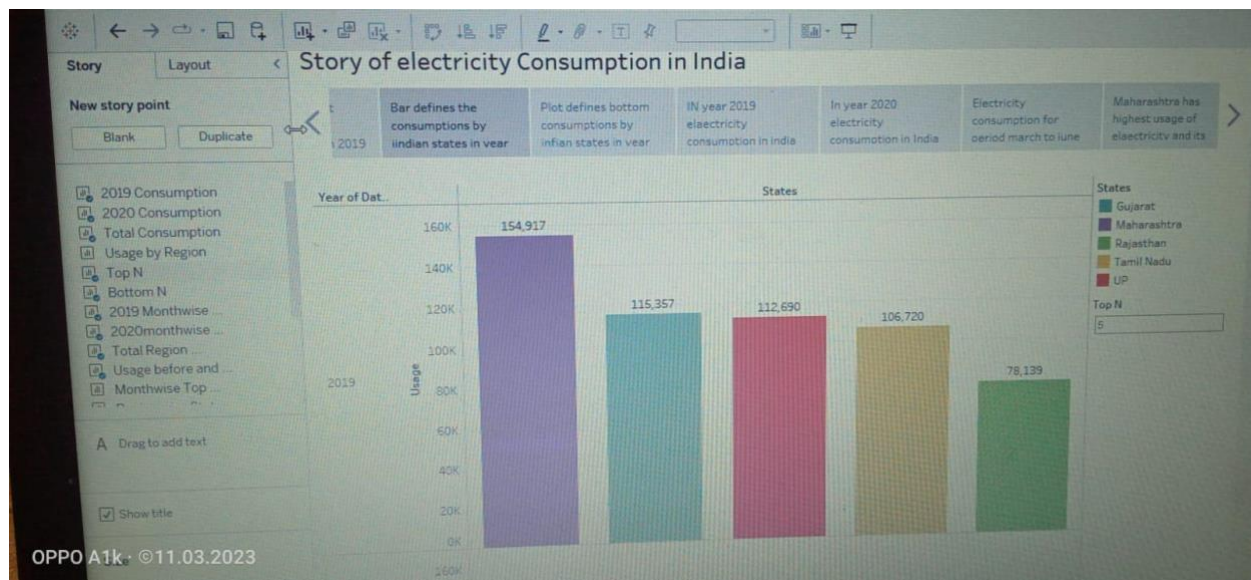 Story
Layout
Story of electricity Consumption in India
New story point
Blank
Duplicate
2019
Bar defines the
consumptions by
iindian states in year
Plot defines bottom
consumptions by
infian states in year
IN year 2019
elaectricity
consumption in india
In year 2020
electricity
consumption in India
Electricity
consumption for
period march to june
Maharashtra has
highest usage of
elaectricity and its
2019 Consumption
2020 Consumption
Total Consumption
Usage by Region
Top N
Bottom N
2019 Monthwise ...
2020monthwise ...
Total Region ...
Usage before and ...
Monthwise Top ...
A Drag to add text
Show title
Year of Dat..
States
160K
140K
120K
100K
80K
60K
40K
20K
0K
160K
2019
Usage
154,917
115,357
112,690
106,720
78,139
States
Gujarat
Maharashtra
Rajasthan
Tamil Nadu
UP
Top N
5
OPPO A1k · ©11.03.2023